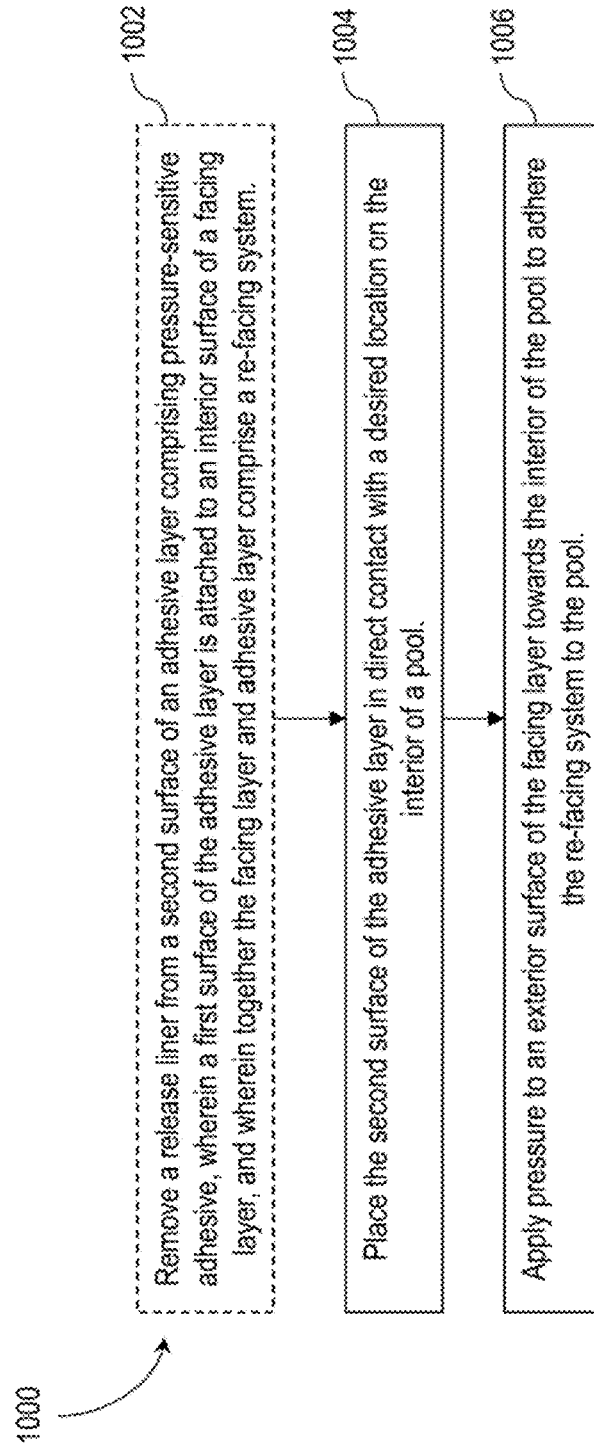 1000
Remove a release liner from a second surface of an adhesive layer comprising pressure-sensitive
adhesive, wherein a first surface of the adhesive layer is attached to an interior surface of a facing
layer, and wherein together the facing layer and adhesive layer comprise a re-facing system.
1002
Place the second surface of the adhesive layer in direct contact with a desired location on the
interior of a pool.
1004
Apply pressure to an exterior surface of the facing layer towards the interior of the pool to adhere
the re-facing system to the pool.
1006